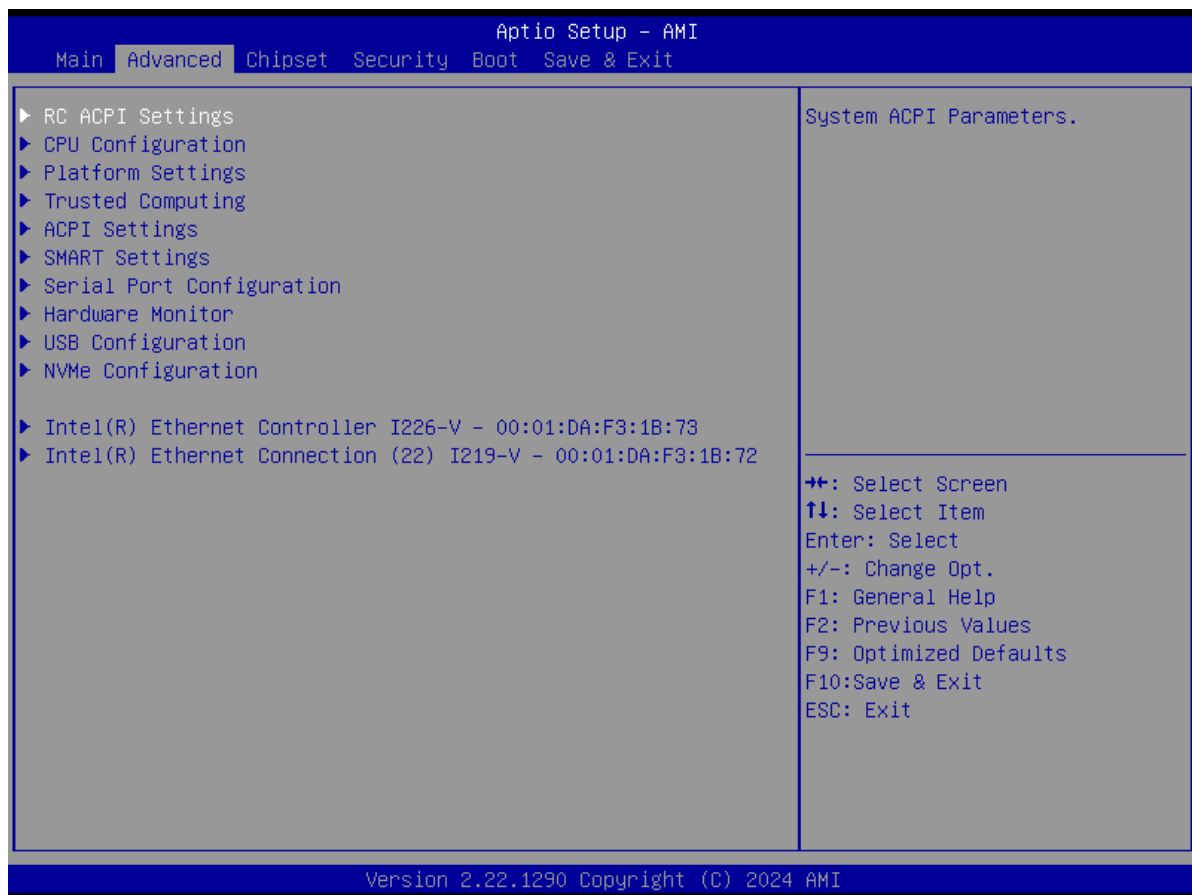 Aptio Setup – AMI
Main Advanced Chipset Security Boot Save & Exit
▶ RC ACPI Settings
▶ CPU Configuration
▶ Platform Settings
▶ Trusted Computing
▶ ACPI Settings
▶ SMART Settings
▶ Serial Port Configuration
▶ Hardware Monitor
▶ USB Configuration
▶ NVMe Configuration
▶ Intel(R) Ethernet Controller I226-V – 00:01:DA:F3:1B:73
▶ Intel(R) Ethernet Connection (22) I219-V – 00:01:DA:F3:1B:72
System ACPI Parameters.
→←: Select Screen
↑↓: Select Item
Enter: Select
+/-: Change Opt.
F1: General Help
F2: Previous Values
F9: Optimized Defaults
F10:Save & Exit
ESC: Exit
Version 2.22.1290 Copyright (C) 2024 AMI